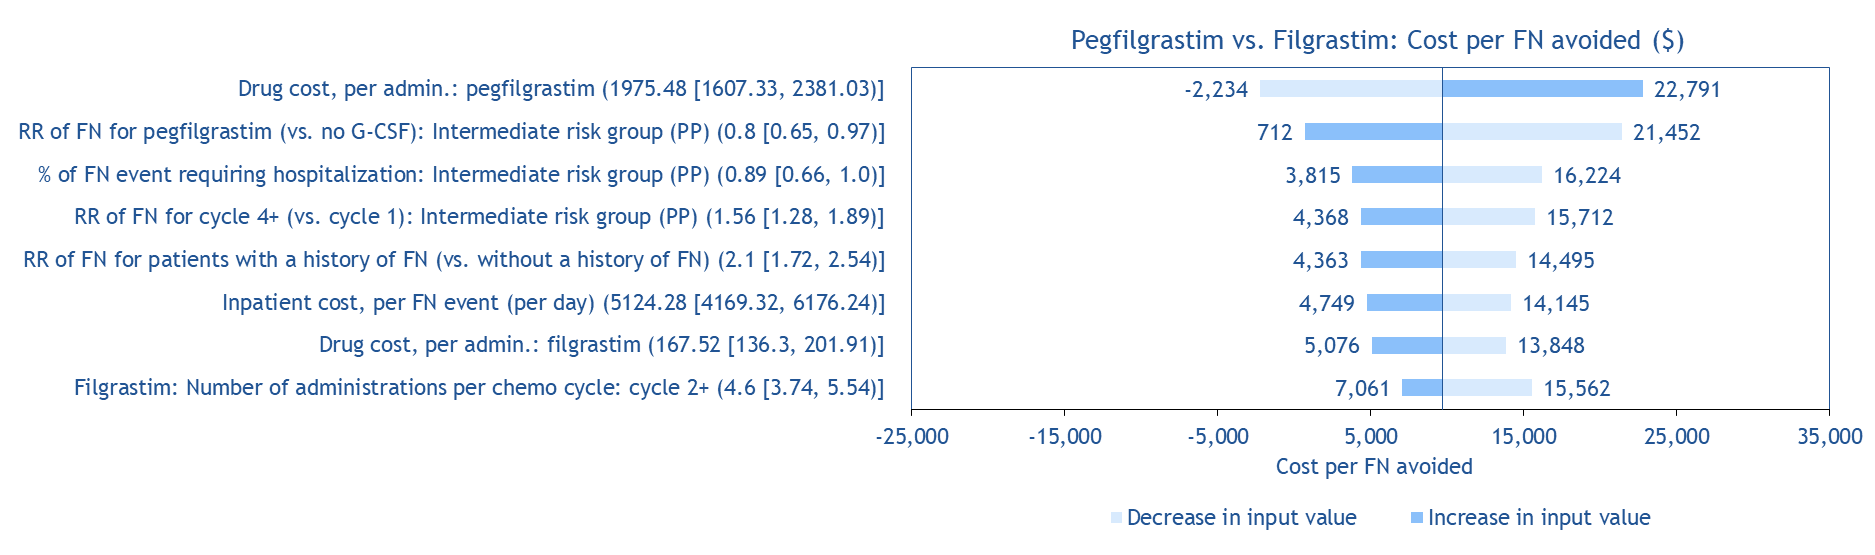 Pegfilgrastim vs. Filgrastim: Cost per FN avoided ($)
Drug cost, per admin.: pegfilgrastim (1975.48 [1607.33, 2381.03)] -2,234 22,791
RR of FN for pegfilgrastim (vs. no G-CSF): Intermediate risk group (PP) (0.8 [0.65, 0.97)] 712 21,452
% of FN event requiring hospitalization: Intermediate risk group (PP) (0.89 [0.66, 1.0)] 3,815 16,224
RR of FN for cycle 4+ (vs. cycle 1): Intermediate risk group (PP) (1.56 [1.28, 1.89)] 4,368 15,712
RR of FN for patients with a history of FN (vs. without a history of FN) (2.1 [1.72, 2.54)] 4,363 14,495
Inpatient cost, per FN event (per day) (5124.28 [4169.32, 6176.24)] 4,749 14,145
Drug cost, per admin.: filgrastim (167.52 [136.3, 201.91)] 5,076 13,848
Filgrastim: Number of administrations per chemo cycle: cycle 2+ (4.6 [3.74, 5.54)] 7,061 15,562
-25,000 -15,000 -5,000 5,000 15,000 25,000 35,000
Cost per FN avoided
Decrease in input value Increase in input value